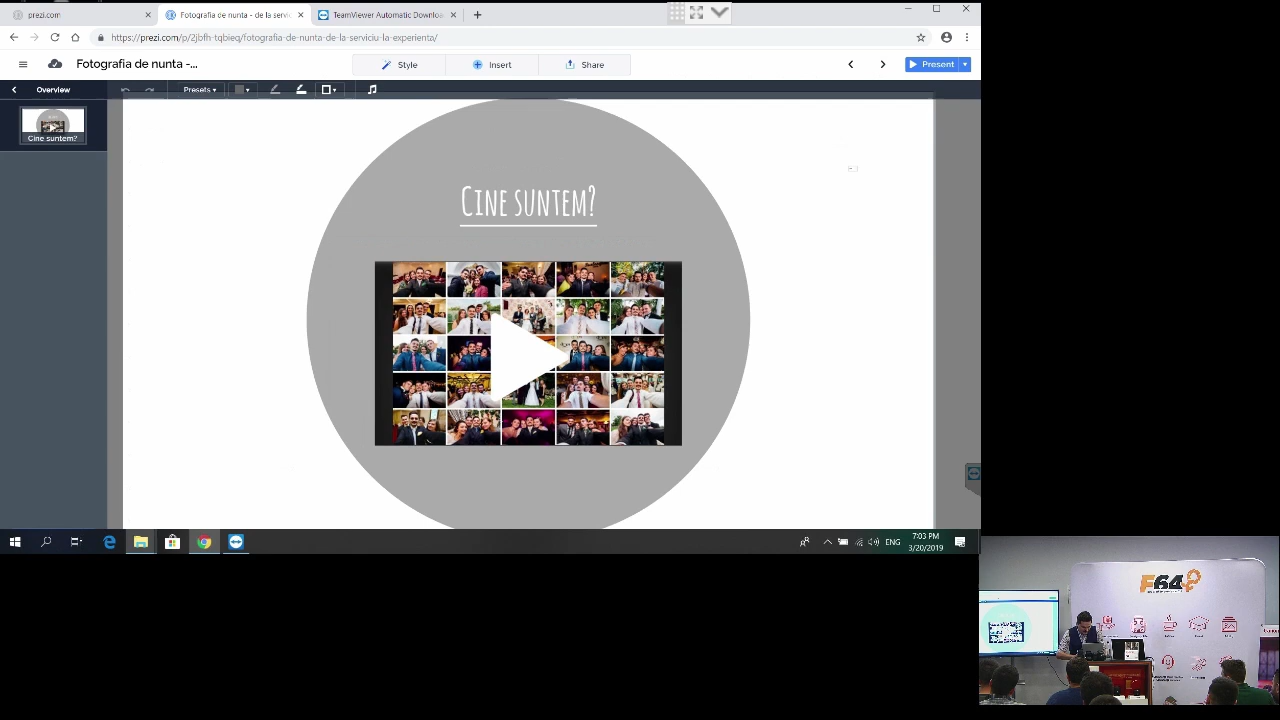 prezi.com
Fotografia de nunta - de la servic
TeamViewer Automatic Downloa
https://prezi.com/p/2jbfh-tqbieq/fotografia-de-nunta-de-la-serviciu-la-experienta/
Fotografia de nunta -...
Style
Insert
Share
Present
Overview
Presets
Cine suntem?
CINE SUNTEM?
ENG
7:03 PM
3/20/2019
F64